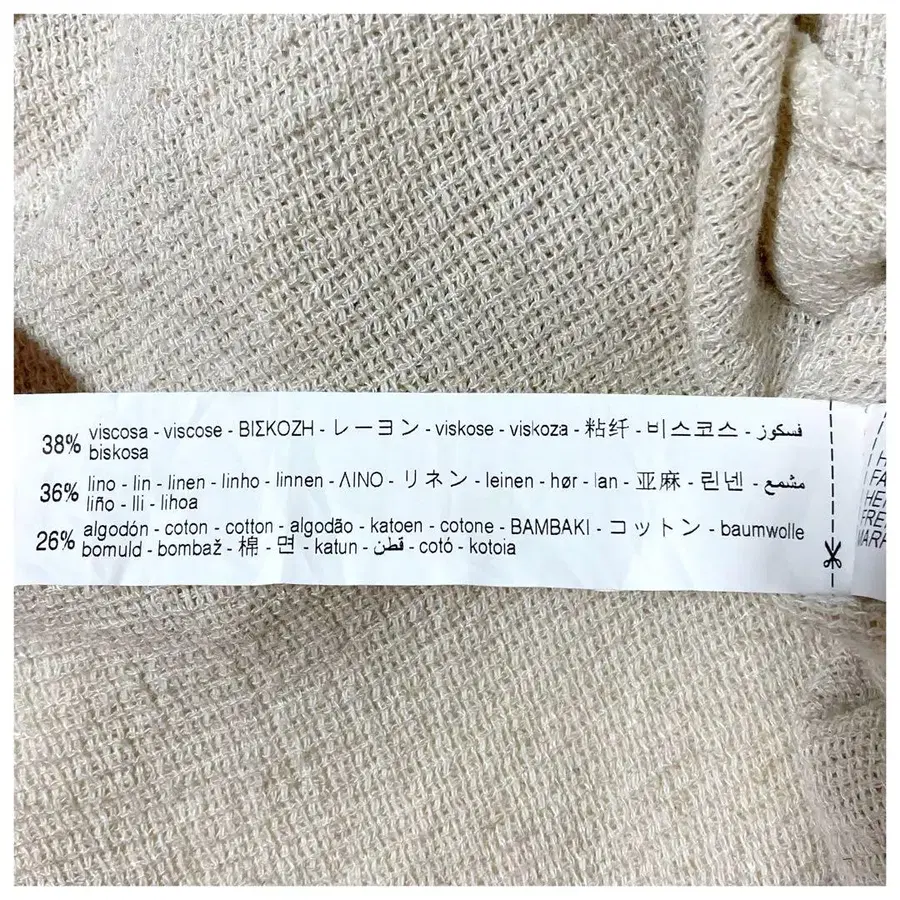 38% viscosa - viscose - ΒΙΣΚΟΖΗ - レーヨン - viskose - viskoza - 粘纤 - 비스코스 - فسكوز
biskosa
36% lino - lin - linen - linho - linnen - ΛΙΝΟ - リネン - leinen - hør - lan - 亚麻 - 린넨 - مشمع
liño - lli - lihoa
26% algodón - coton - cotton - algodão - katoen - cotone - BAMBAKI - コットン - baumwolle
bomuld - bombaž - 棉 - 면 - katun - قطن - cotó - kotoia